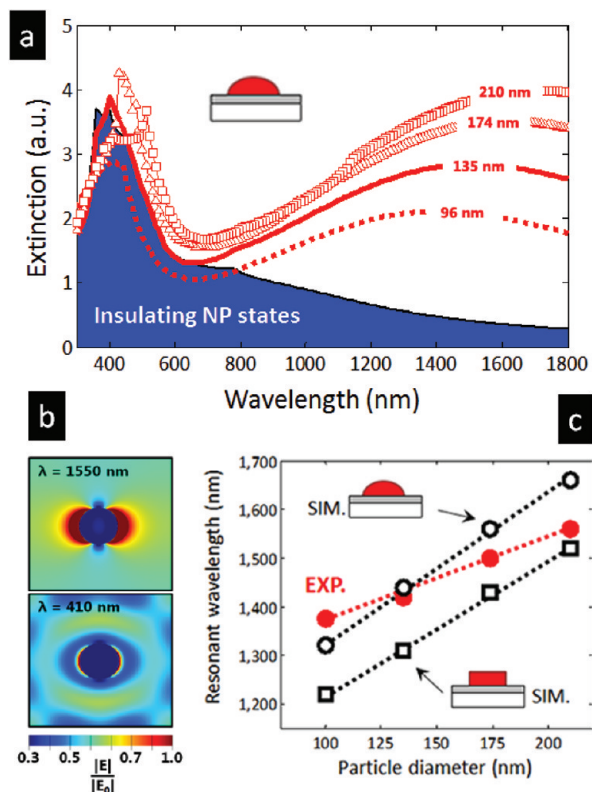 a
5
4
3
2
1
0
Extinction (a.u.)
210 nm
174 nm
135 nm
96 nm
Insulating NP states
400 600 800 1000 1200 1400 1600 1800
Wavelength (nm)
b
λ = 1550 nm
λ = 410 nm
0.3 0.5 0.7 1.0
|E|
|E₀|
c
1,700
1,600
1,500
1,400
1,300
1,200
Resonant wavelength (nm)
SIM.
EXP.
SIM.
100 125 150 175 200
Particle diameter (nm)